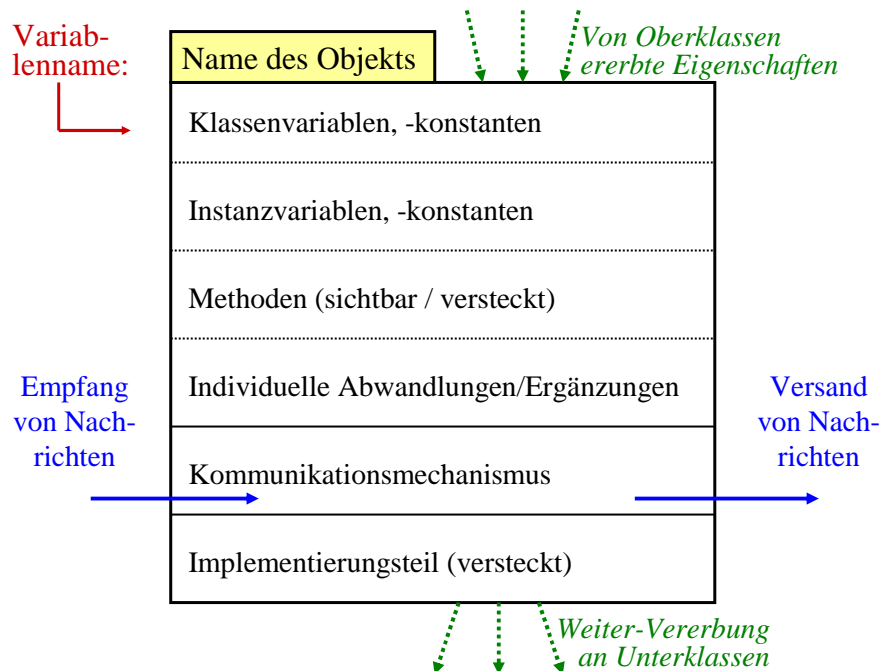 Variab-
lenname:
Name des Objekts
Von Oberklassen
ererbte Eigenschaften
Klassenvariablen, -konstanten
Instanzvariablen, -konstanten
Methoden (sichtbar / versteckt)
Individuelle Abwandlungen/Ergänzungen
Empfang
von Nach-
richten
Versand
von Nach-
richten
Kommunikationsmechanismus
Implementierungsteil (versteckt)
Weiter-Vererbung
an Unterklassen